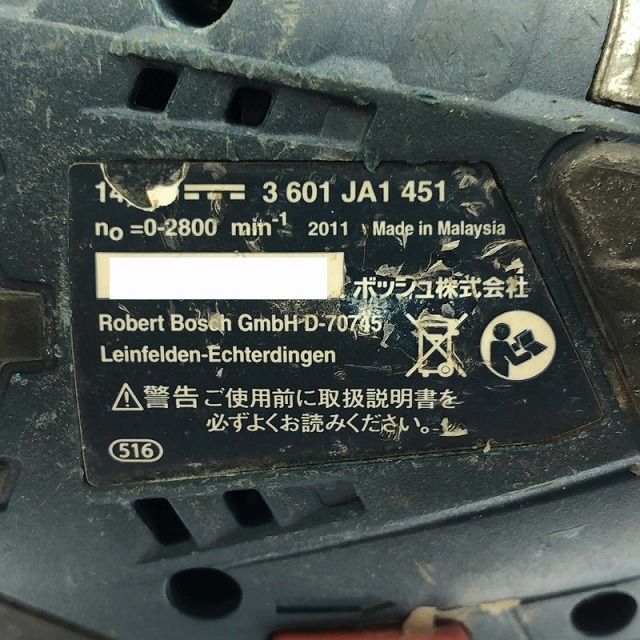 3 601 JA1 451
no =0-2800 min-1 2011 Made in Malaysia
ボッシュ株式会社
Robert Bosch GmbH D-70745
Leinfelden-Echterdingen
警告 ご使用前に取扱説明書を
必ずよくお読みください。
516